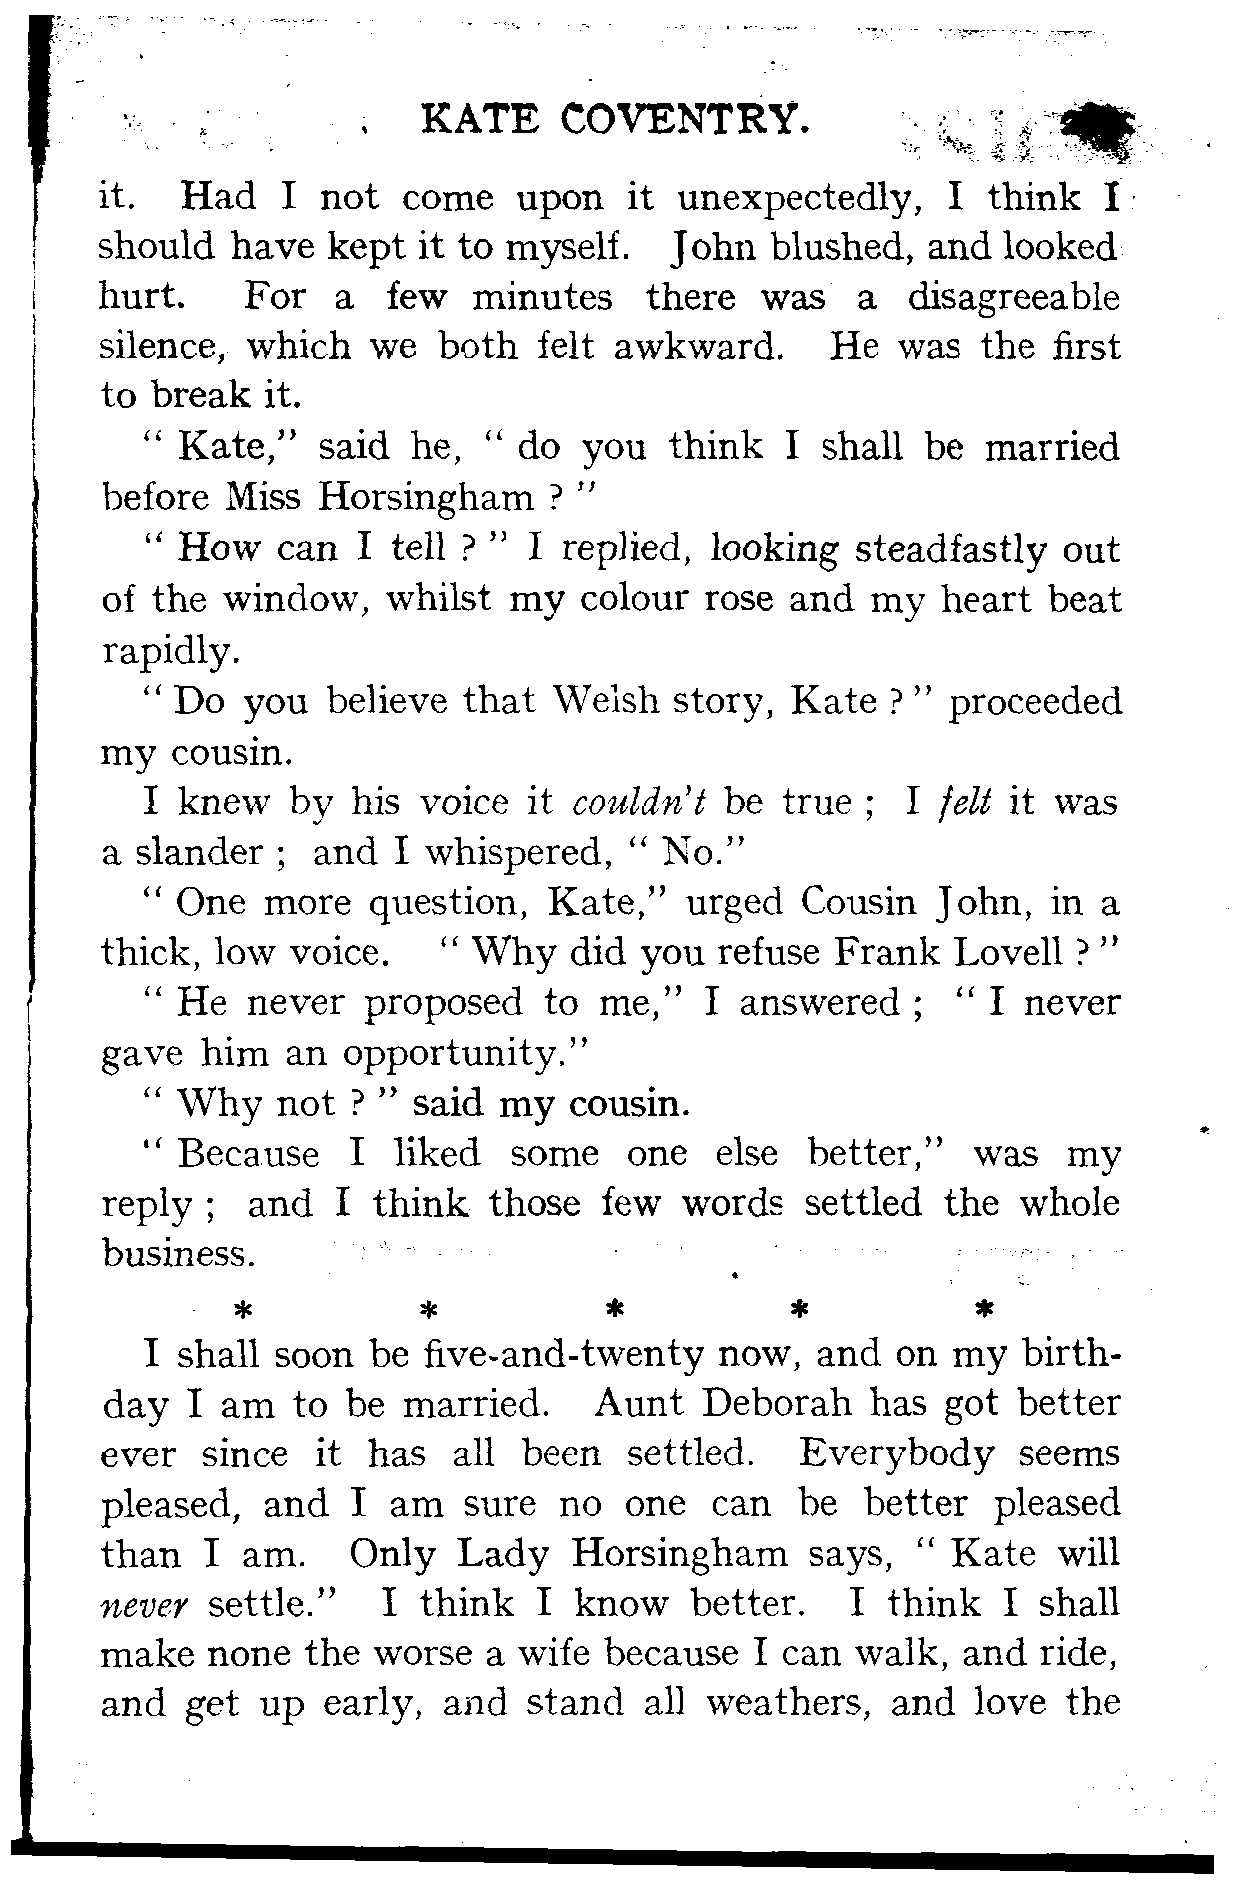 KATE COVENTRY.
it. Had I not come upon it unexpectedly, I think I
should have kept it to myself. John blushed, and looked
hurt. For a few minutes there was a disagreeable
silence, which we both felt awkward. He was the first
to break it.
“ Kate,” said he, “ do you think I shall be married
before Miss Horsingham ? ”
“ How can I tell ? ” I replied, looking steadfastly out
of the window, whilst my colour rose and my heart beat
rapidly.
“ Do you believe that Welsh story, Kate ? ” proceeded
my cousin.
I knew by his voice it couldn't be true ; I felt it was
a slander ; and I whispered, “ No.”
“ One more question, Kate,” urged Cousin John, in a
thick, low voice. “ Why did you refuse Frank Lovell ? ”
“ He never proposed to me,” I answered ; “ I never
gave him an opportunity.”
“ Why not ? ” said my cousin.
“ Because I liked some one else better,” was my
reply ; and I think those few words settled the whole
business.
* * * * *
I shall soon be five-and-twenty now, and on my birth-
day I am to be married. Aunt Deborah has got better
ever since it has all been settled. Everybody seems
pleased, and I am sure no one can be better pleased
than I am. Only Lady Horsingham says, “ Kate will
never settle.” I think I know better. I think I shall
make none the worse a wife because I can walk, and ride,
and get up early, and stand all weathers, and love the